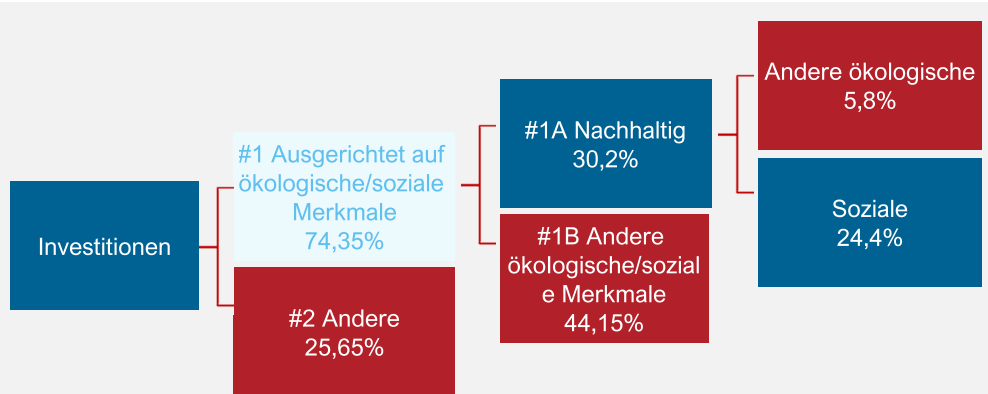 Investitionen
#1 Ausgerichtet auf
ökologische/soziale
Merkmale
74,35%
#2 Andere
25,65%
#1A Nachhaltig
30,2%
#1B Andere
ökologische/sozial
e Merkmale
44,15%
Andere ökologische
5,8%
Soziale
24,4%